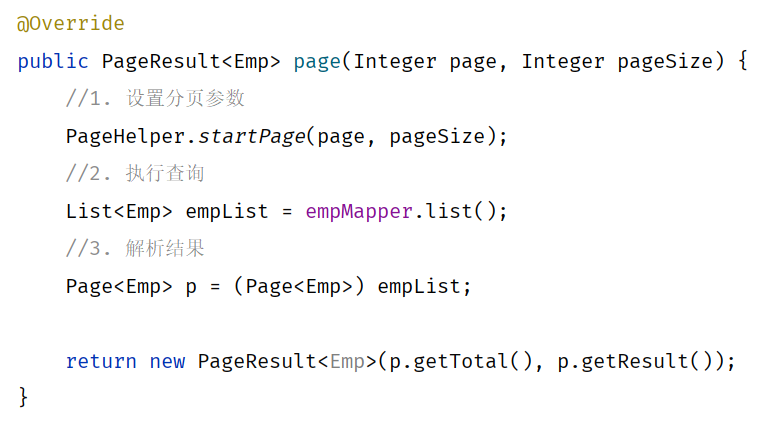 @Override
public PageResult<Emp> page(Integer page, Integer pageSize) {
    //1. 设置分页参数
    PageHelper.startPage(page, pageSize);
    //2. 执行查询
    List<Emp> empList = empMapper.list();
    //3. 解析结果
    Page<Emp> p = (Page<Emp>) empList;
    return new PageResult<Emp>(p.getTotal(), p.getResult());
}